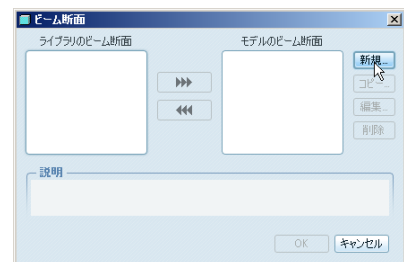 ビーム断面
ライブラリのビーム断面
モデルのビーム断面
新規...
コピー...
編集...
削除
説明
OK
キャンセル